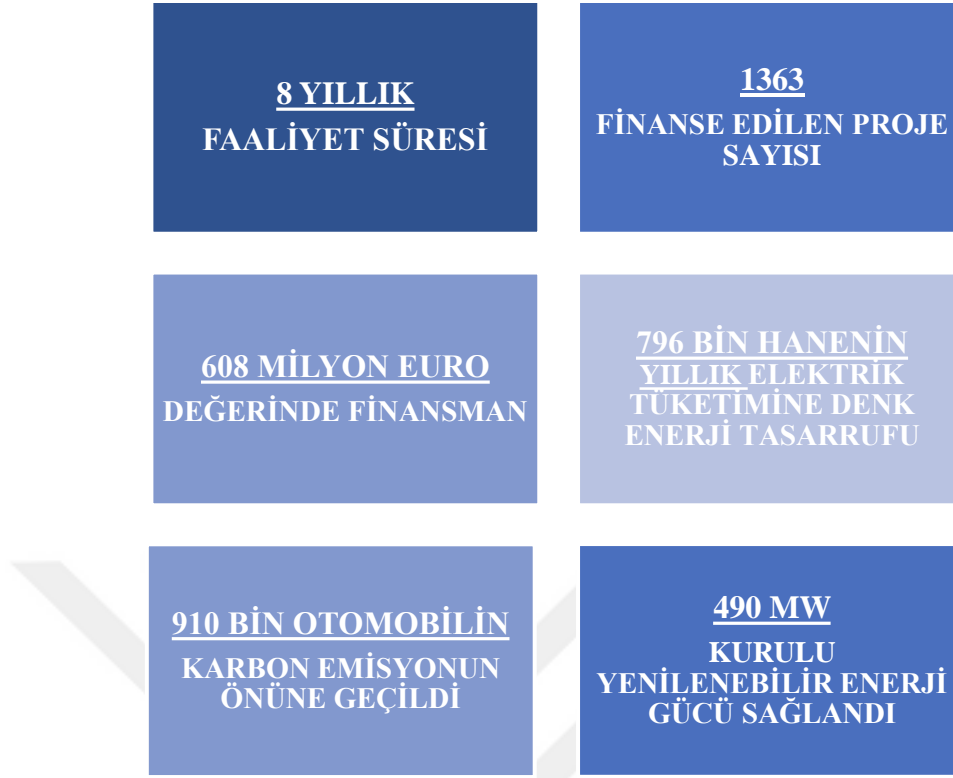 8 YILLIK
FAALİYET SÜRESİ
1363
FİNANSE EDİLEN PROJE
SAYISI
608 MİLYON EURO
DEĞERİNDE FİNANSMAN
796 BİN HANENİN
YILLIK ELEKTRİK
TÜKETİMİNE DENK
ENERJİ TASARRUFU
910 BİN OTOMOBİLİN
KARBON EMİSYONUN
ÖNÜNE GEÇİLDİ
490 MW
KURULU
YENİLENEBİLİR ENERJİ
GÜCÜ SAĞLANDI